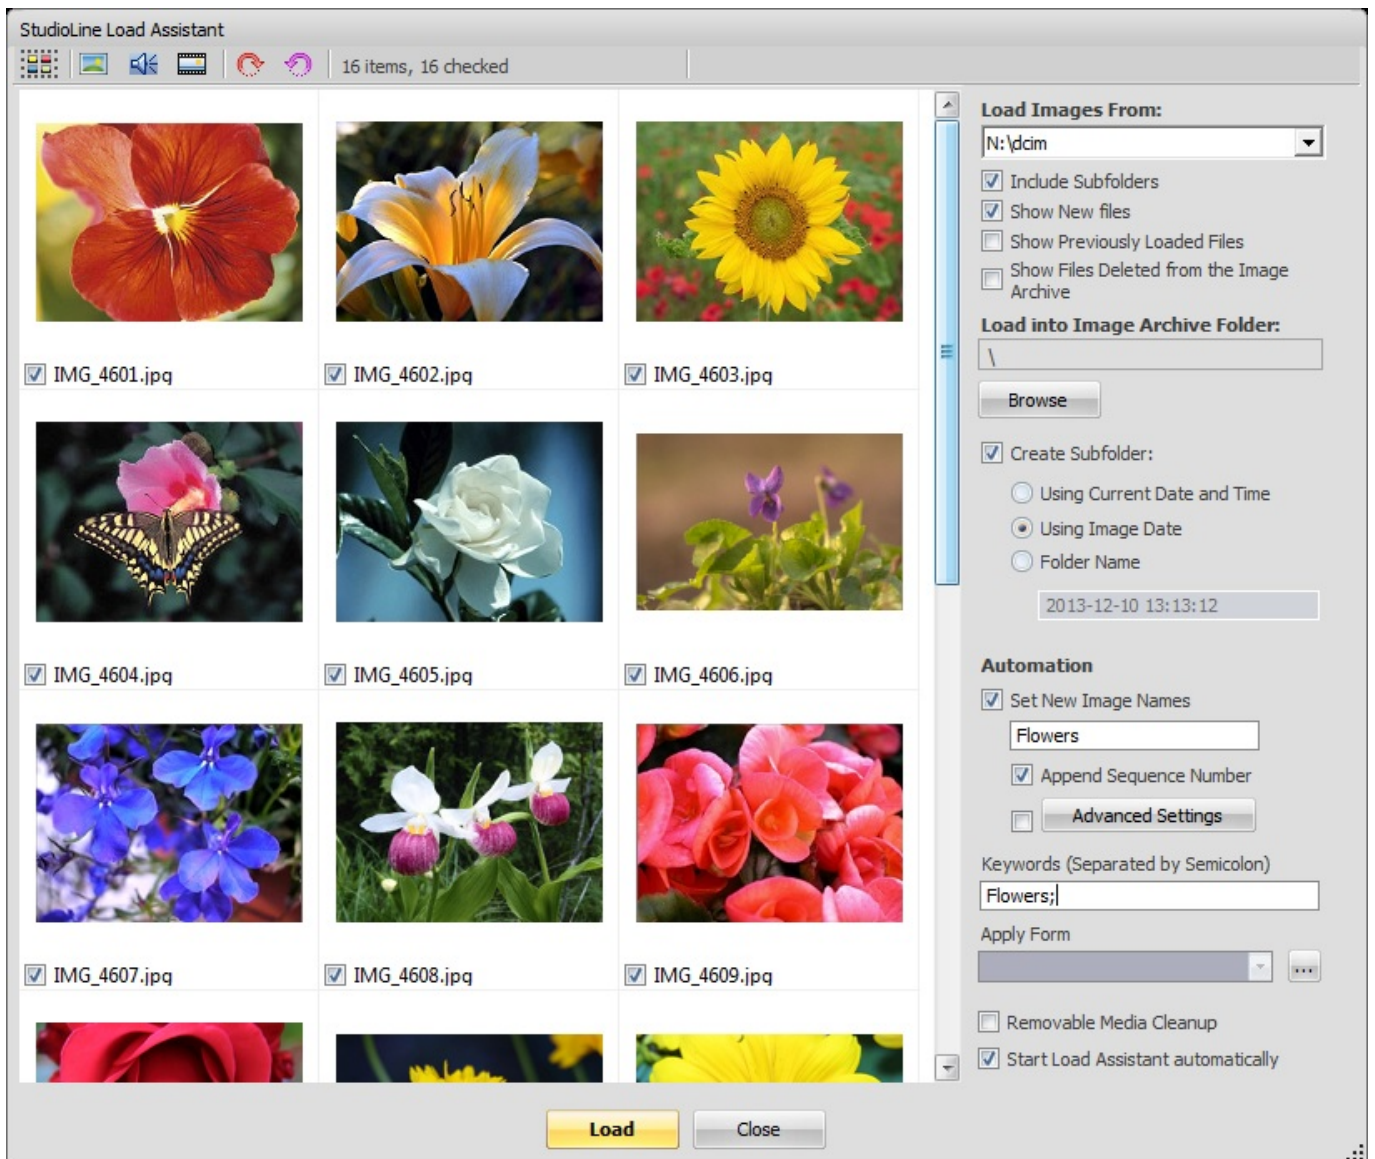 StudioLine Load Assistant
16 items, 16 checked
IMG_4601.jpg
IMG_4602.jpg
IMG_4603.jpg
IMG_4604.jpg
IMG_4605.jpg
IMG_4606.jpg
IMG_4607.jpg
IMG_4608.jpg
IMG_4609.jpg
Load Images From:
N:\dcim
Include Subfolders
Show New files
Show Previously Loaded Files
Show Files Deleted from the Image
Archive
Load into Image Archive Folder:
\
Browse
Create Subfolder:
Using Current Date and Time
Using Image Date
Folder Name
2013-12-10 13:13:12
Automation
Set New Image Names
Flowers
Append Sequence Number
Advanced Settings
Keywords (Separated by Semicolon)
Flowers;
Apply Form
...
Removable Media Cleanup
Start Load Assistant automatically
Load
Close